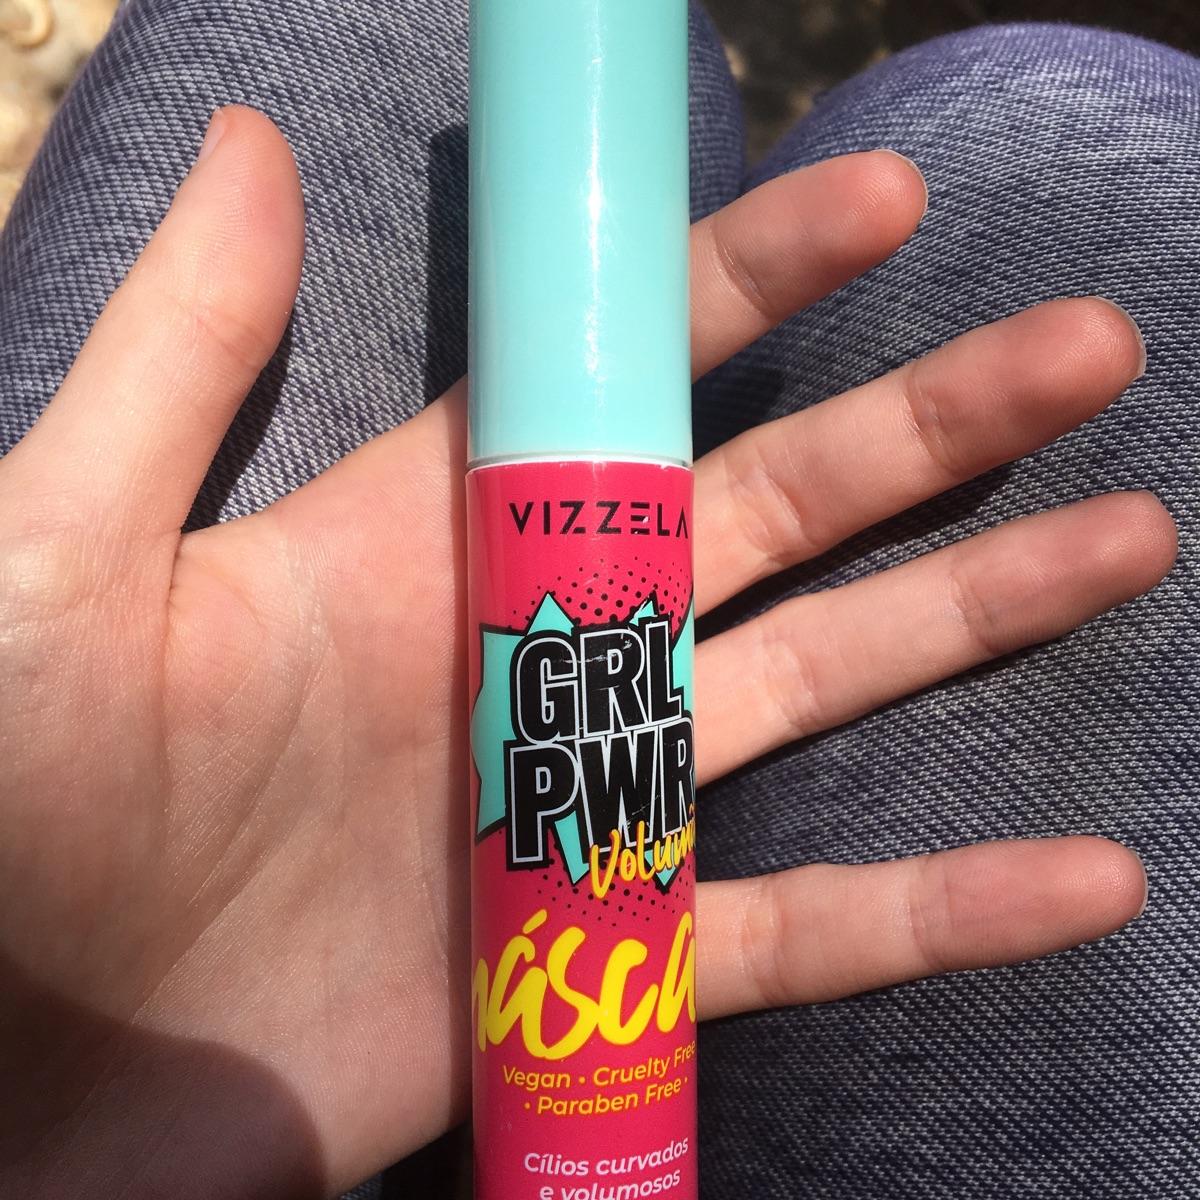 VIZZELA
GRL
PWR
Vegan • Cruelty Free
• Paraben Free •
Cílios curvados
e volumosos